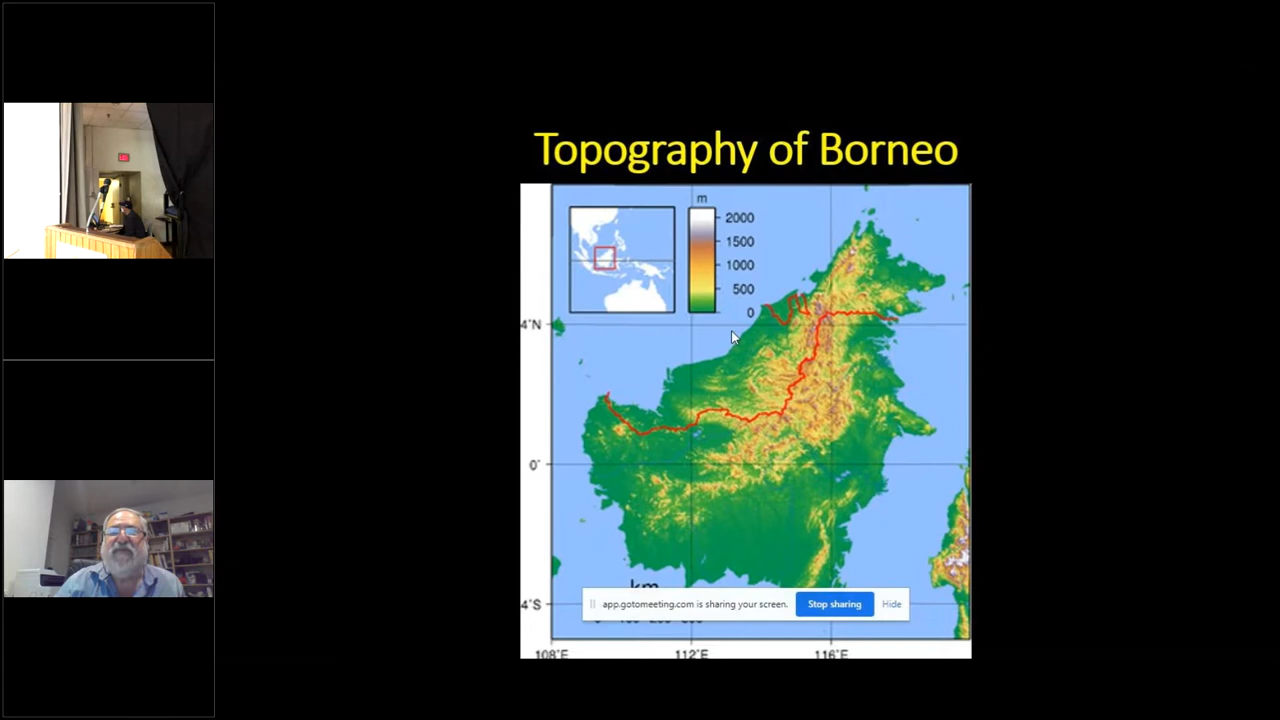 Topography of Borneo
m
2000
1500
1000
500
0
4°N
0°
km
app.gotomeeting.com is sharing your screen.
Stop sharing
Hide
4°S
108°E 112°E 116°E